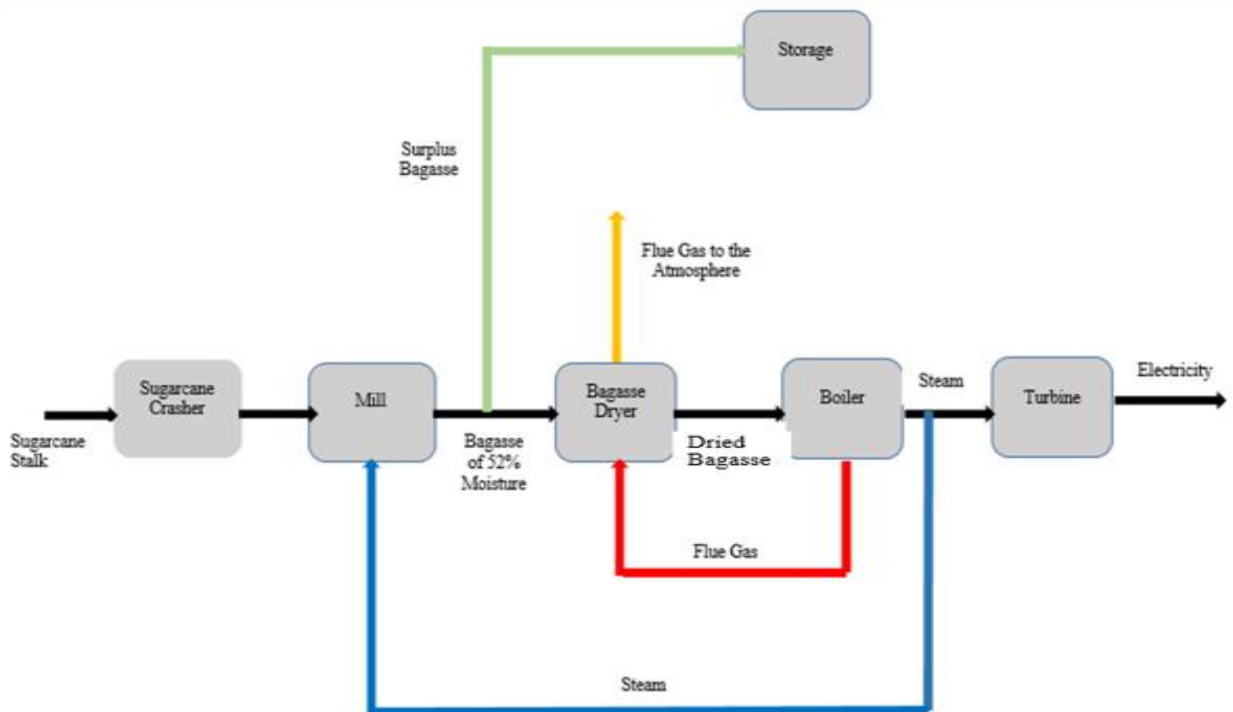 Storage
Surplus
Bagasse
Flue Gas to the
Atmosphere
Sugarcane
Crasher
Mill
Bagasse
Dryer
Boiler
Steam
Turbine
Electricity
Sugarcane
Stalk
Bagasse
of 52%
Moisture
Dried
Bagasse
Flue Gas
Steam